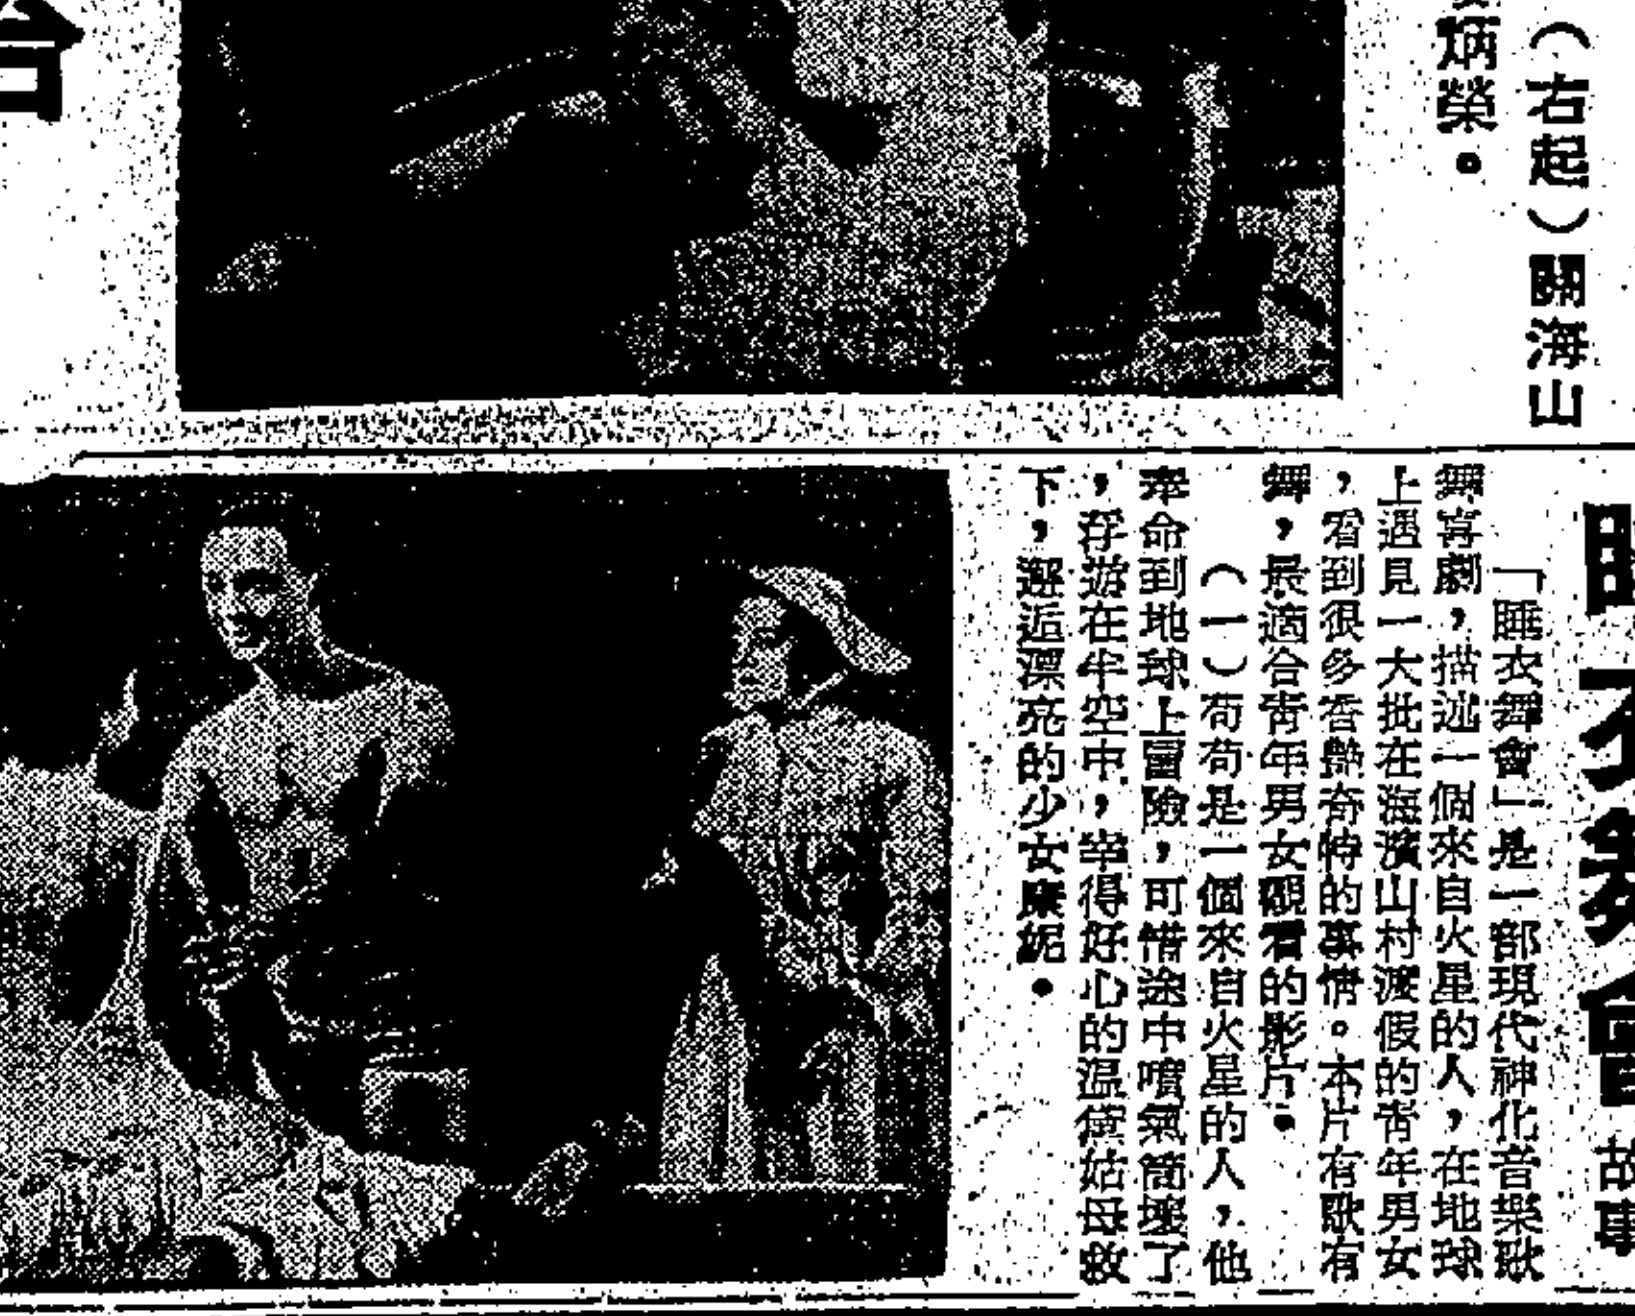 （右起）關海山
炳榮。
衣舞會
故事
「睡衣舞會」是一部現代神化音樂歌
舞喜劇，描述一個來自火星的人，在地球
上遇見一大批在海濱山村渡假的靑年男女
，看到很多香艷奇特的事情。本片有歌有
舞，最適合靑年男女觀看的影片。
（一）苟苟是一個來自火星的人，他
奉命到地球上冒險，可惜途中噴氣筒壞了
，浮遊在半空中，幸得好心的温黛姑母救
下，邂逅漂亮的少女康妮。